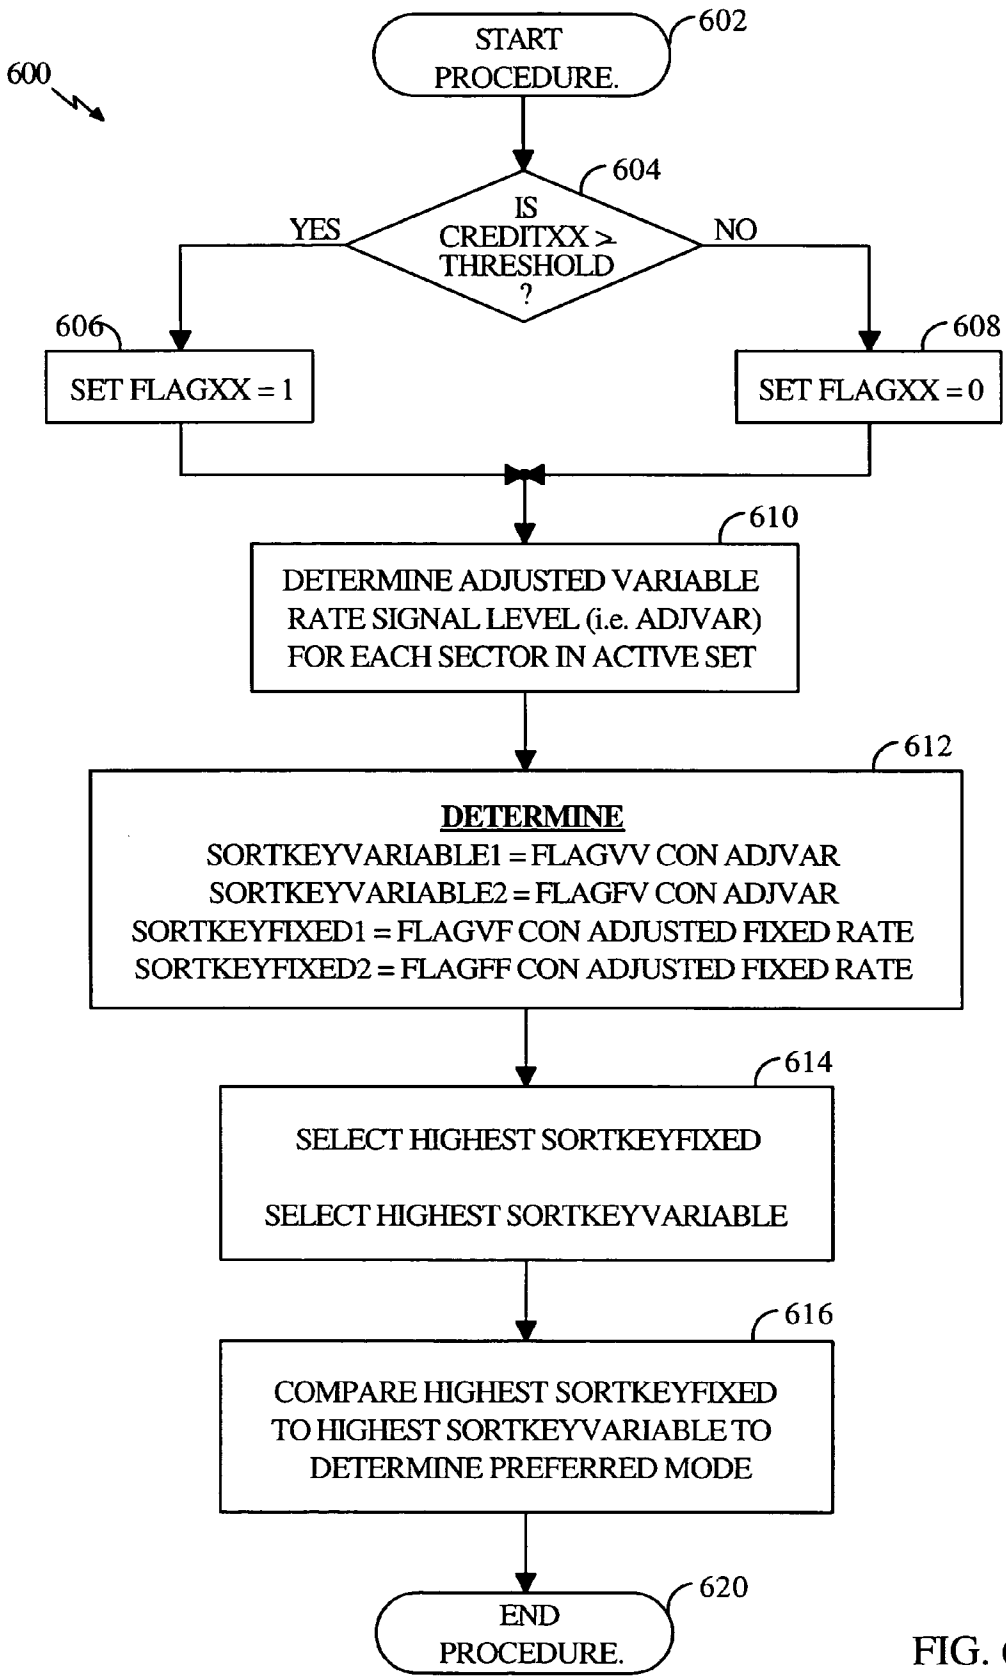 602
START
PROCEDURE.
600
604
IS
CREDITXX >
THRESHOLD
?
YES
NO
606
608
SET FLAGXX = 1
SET FLAGXX = 0
610
DETERMINE ADJUSTED VARIABLE
RATE SIGNAL LEVEL (i.e. ADJVAR)
FOR EACH SECTOR IN ACTIVE SET
612
DETERMINE
SORTKEYVARIABLE1 = FLAGVV CON ADJVAR
SORTKEYVARIABLE2 = FLAGFV CON ADJVAR
SORTKEYFIXED1 = FLAGVF CON ADJUSTED FIXED RATE
SORTKEYFIXED2 = FLAGFF CON ADJUSTED FIXED RATE
614
SELECT HIGHEST SORTKEYFIXED
SELECT HIGHEST SORTKEYVARIABLE
616
COMPARE HIGHEST SORTKEYFIXED
TO HIGHEST SORTKEYVARIABLE TO
DETERMINE PREFERRED MODE
620
END
PROCEDURE.
FIG. 6